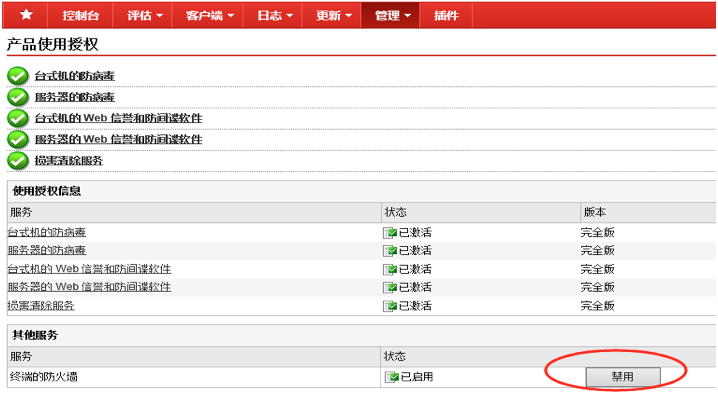 控制台 评估 客户端 日志 更新 管理 插件
产品使用授权
台式机的防病毒
服务器的防病毒
台式机的 Web 信誉和防间谍软件
服务器的 Web 信誉和防间谍软件
损害清除服务
使用授权信息
服务 状态 版本
台式机的防病毒 已激活 完全版
服务器的防病毒 已激活 完全版
台式机的 Web 信誉和防间谍软件 已激活 完全版
服务器的 Web 信誉和防间谍软件 已激活 完全版
损害清除服务 已激活 完全版
其他服务
服务 状态
终端的防火墙 已启用 禁用